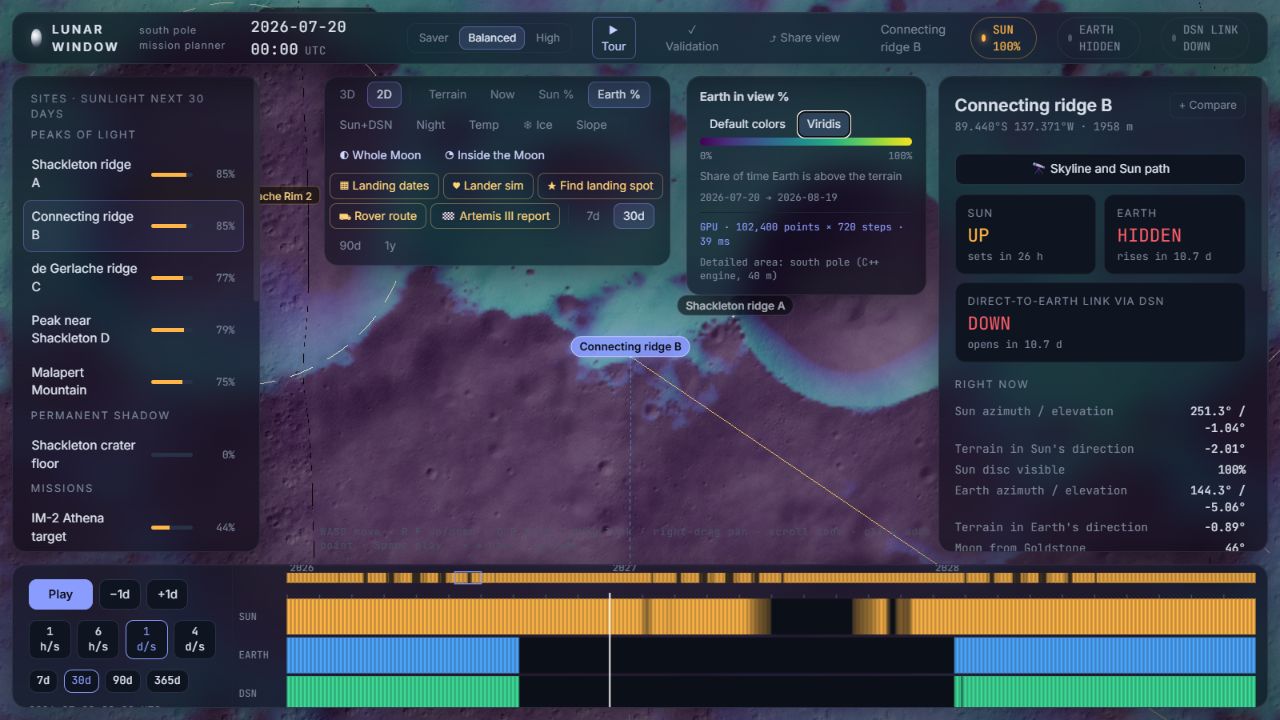 LUNAR
WINDOW
south pole
mission planner
2026-07-20
00:00 UTC
Saver
Balanced
High
▶
Tour
✓
Validation
⤴ Share view
Connecting
ridge B
SUN
100%
EARTH
HIDDEN
DSN LINK
DOWN
SITES · SUNLIGHT NEXT 30
DAYS
PEAKS OF LIGHT
Shackleton ridge
A
85%
Connecting ridge
B
85%
de Gerlache ridge
C
77%
Peak near
Shackleton D
79%
Malapert
Mountain
75%
PERMANENT SHADOW
Shackleton crater
floor
0%
MISSIONS
IM-2 Athena
target
44%
3D 2D Terrain Now Sun % Earth %
Sun+DSN Night Temp ❄ Ice Slope
◐ Whole Moon ◔ Inside the Moon
▦ Landing dates ♥ Lander sim ★ Find landing spot
⛟ Rover route 🏁 Artemis III report 7d 30d
90d 1y
Earth in view %
Default colors Viridis
0% 100%
Share of time Earth is above the terrain
2026-07-20 → 2026-08-19
GPU · 102,400 points × 720 steps ·
39 ms
Detailed area: south pole (C++
engine, 40 m)
ache Rim 2
Shackleton ridge A
Connecting ridge B
Connecting ridge B
+ Compare
89.440°S 137.371°W · 1958 m
🔭 Skyline and Sun path
SUN
UP
sets in 26 h
EARTH
HIDDEN
rises in 10.7 d
DIRECT-TO-EARTH LINK VIA DSN
DOWN
opens in 10.7 d
RIGHT NOW
Sun azimuth / elevation 251.3° /
-1.04°
Terrain in Sun's direction -2.01°
Sun disc visible 100%
Earth azimuth / elevation 144.3° /
-5.06°
Terrain in Earth's direction -0.89°
Moon from Goldstone 46°
Play −1d +1d
1
h/s
6
h/s
1
d/s
4
d/s
7d 30d 90d 365d
2026 2027 2028
SUN
EARTH
DSN